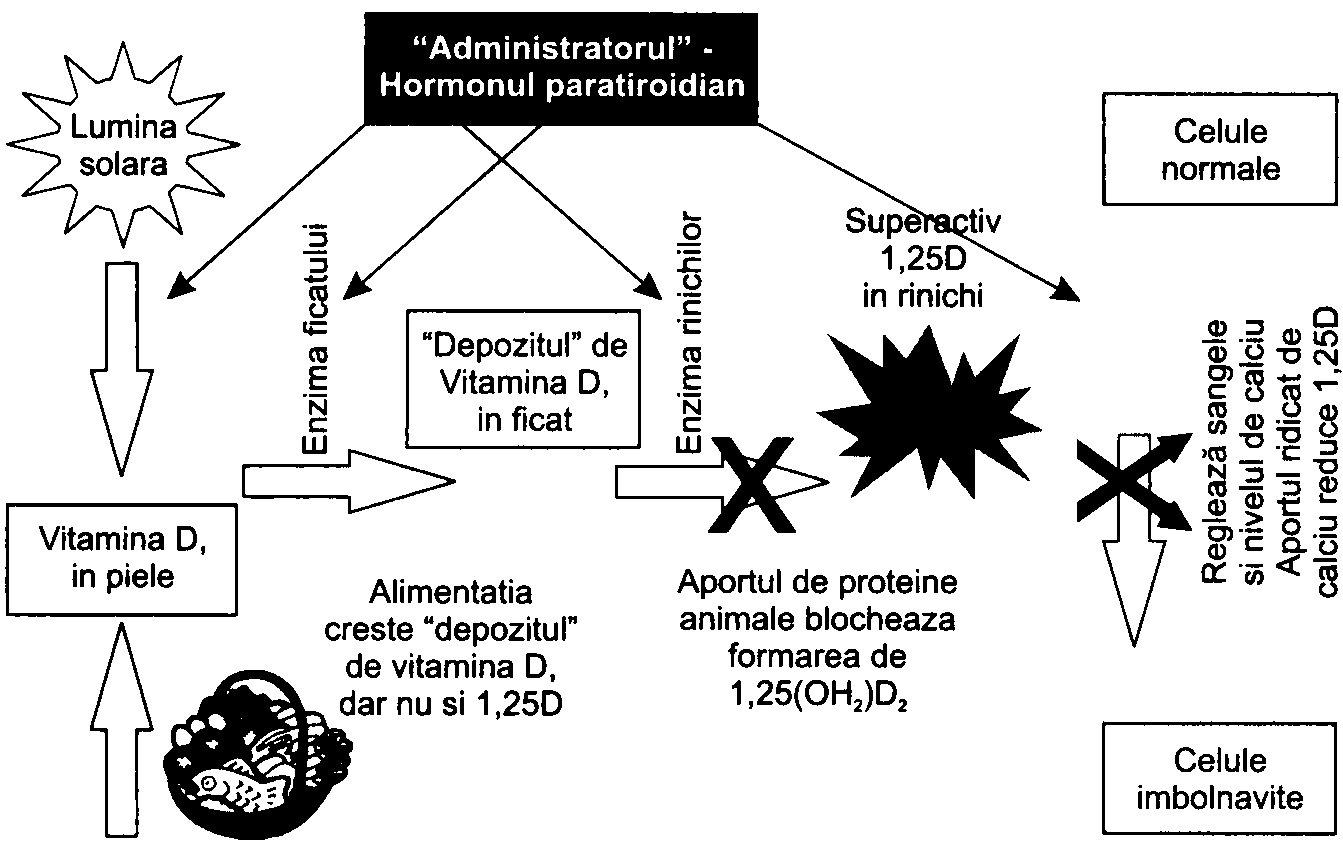 “Administratorul” -
Hormonul paratiroidian
Lumina
solara
Celule
normale
Enzima ficatului
Enzima rinichilor
Superactiv
1,25D
in rinichi
“Depozitul” de
Vitamina D,
in ficat
Reglează sangele
si nivelul de calciu
Aportul ridicat de
calciu reduce 1,25D
Vitamina D,
in piele
Alimentatia
creste “depozitul”
de vitamina D,
dar nu si 1,25D
Aportul de proteine
animale blocheaza
formarea de
1,25(OH₂)D₂
Celule
imbolnavite